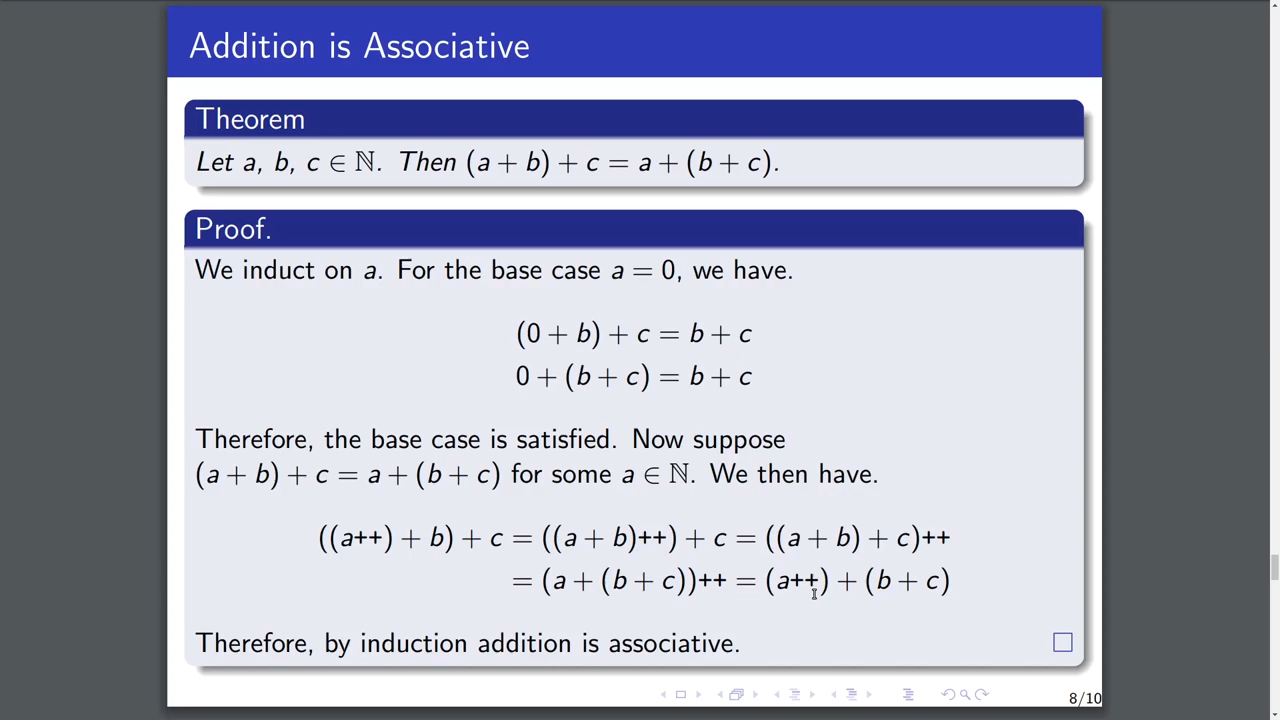 Addition is Associative
Theorem
Let a, b, c ∈ ℕ. Then (a + b) + c = a + (b + c).
Proof.
We induct on a. For the base case a = 0, we have.
(0 + b) + c = b + c
0 + (b + c) = b + c
Therefore, the base case is satisfied. Now suppose
(a + b) + c = a + (b + c) for some a ∈ ℕ. We then have.
((a++) + b) + c = ((a + b)++) + c = ((a + b) + c)++
= (a + (b + c))++ = (a++) + (b + c)
Therefore, by induction addition is associative. □
8/10